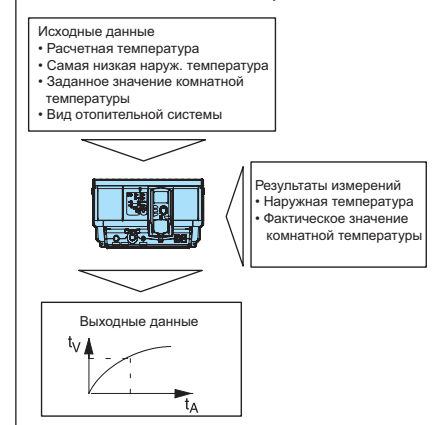 Исходные данные
• Расчетная температура
• Самая низкая наруж. температура
• Заданное значение комнатной
температуры
• Вид отопительной системы
Результаты измерений
• Наружная температура
• Фактическое значение
комнатной температуры
Выходные данные
tV
tA